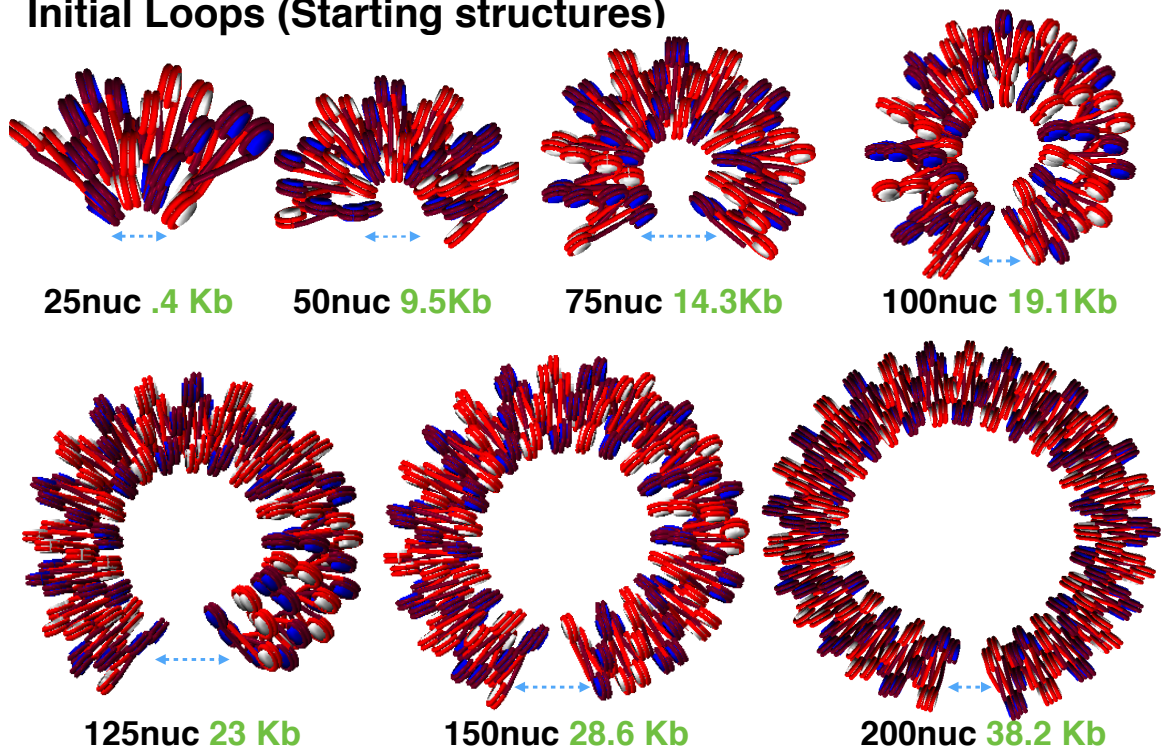 Initial Loops (Starting structures)
25nuc .4 Kb
50nuc 9.5Kb
75nuc 14.3Kb
100nuc 19.1Kb
125nuc 23 Kb
150nuc 28.6 Kb
200nuc 38.2 Kb